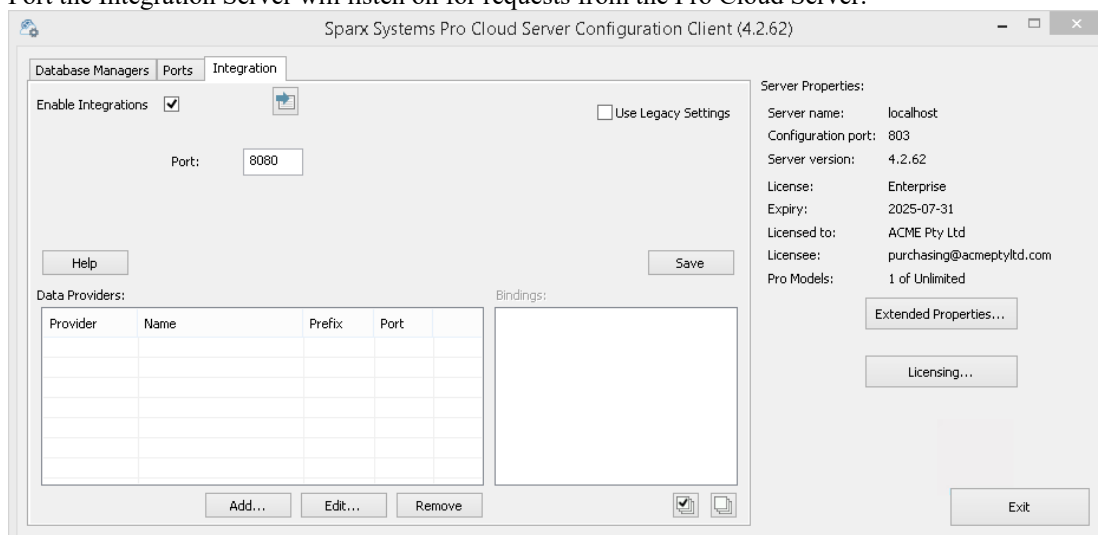 Port the Integration Server will listen on for requests from the Pro Cloud Server.
Sparx Systems Pro Cloud Server Configuration Client (4.2.62)
Database Managers Ports Integration
Enable Integrations
Use Legacy Settings
Port: 8080
Help
Save
Data Providers:
Bindings:
Provider Name Prefix Port
Add... Edit... Remove
Server Properties:
Server name: localhost
Configuration port: 803
Server version: 4.2.62
License: Enterprise
Expiry: 2025-07-31
Licensed to: ACME Pty Ltd
Licensee: purchasing@acmeptyltd.com
Pro Models: 1 of Unlimited
Extended Properties...
Licensing...
Exit